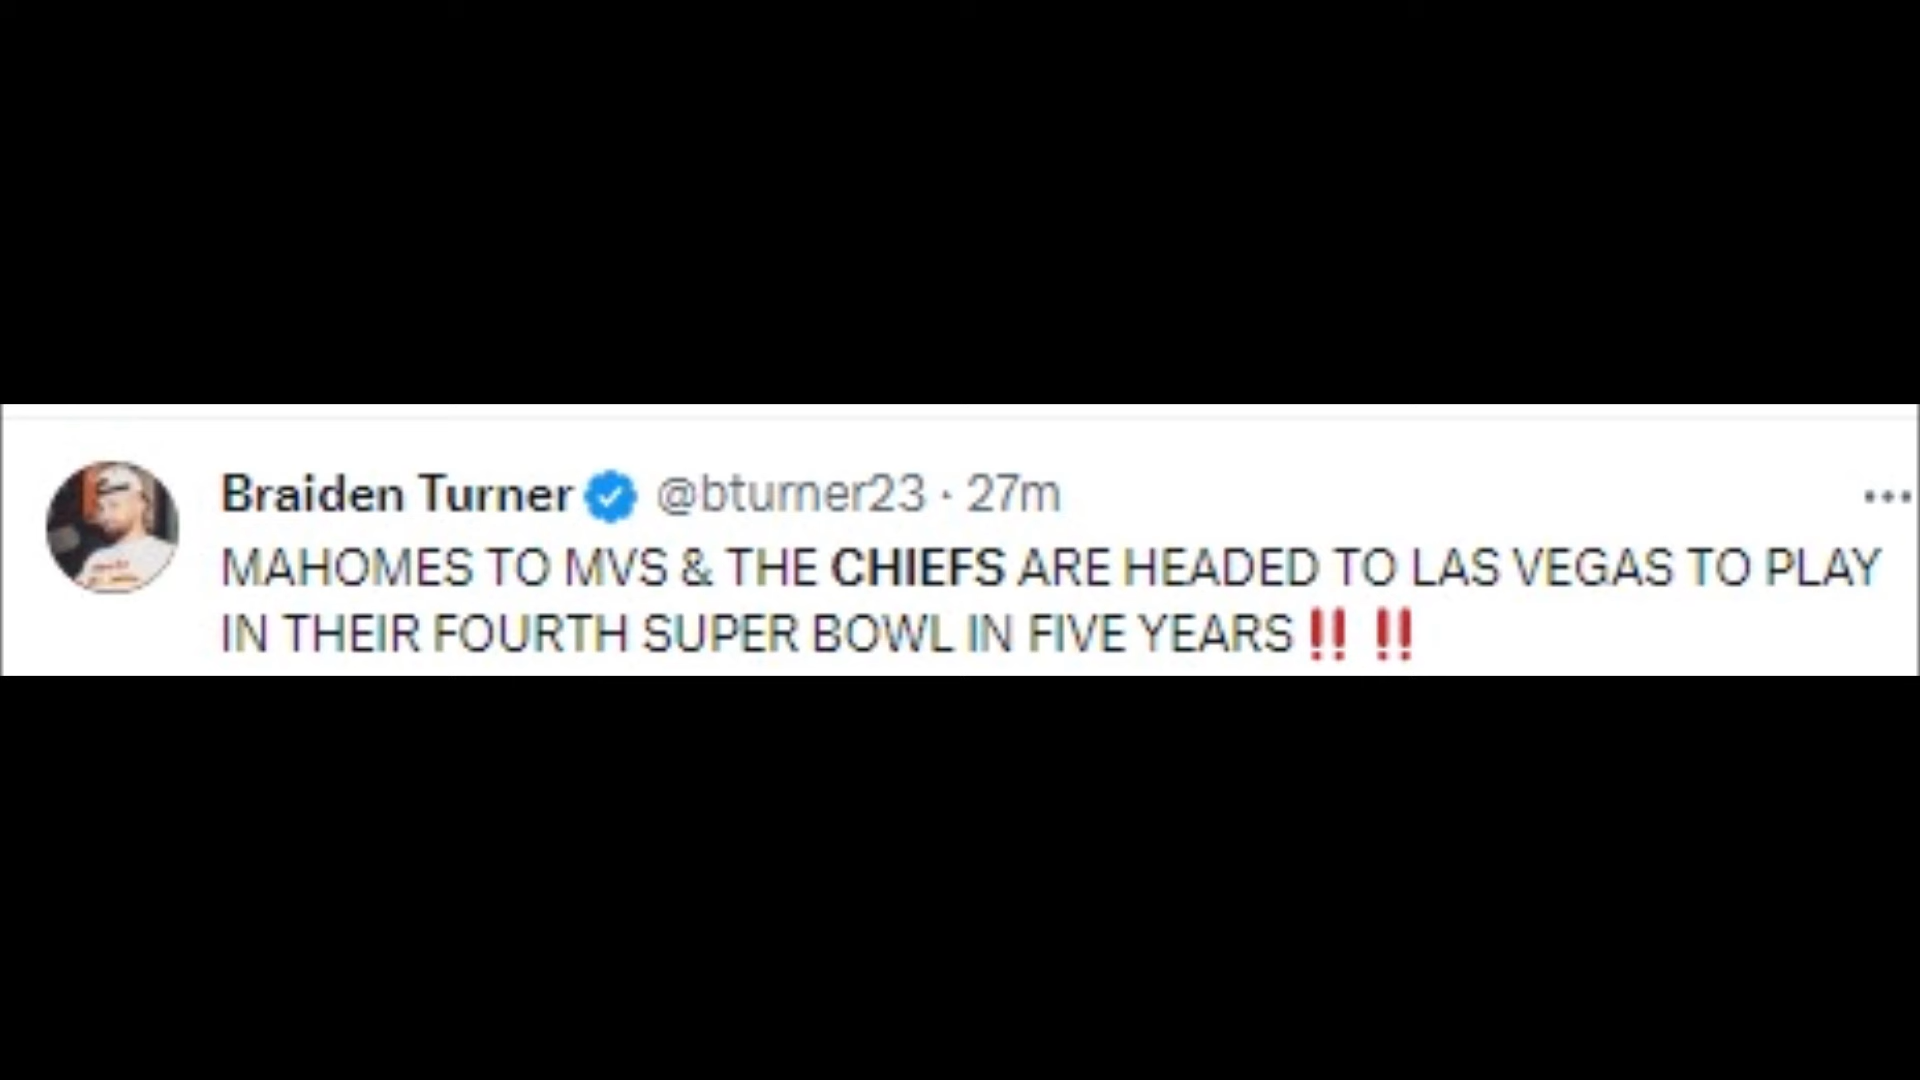 Braiden Turner @bturner23 · 27m
MAHOMES TO MVS & THE CHIEFS ARE HEADED TO LAS VEGAS TO PLAY
IN THEIR FOURTH SUPER BOWL IN FIVE YEARS‼️ ‼️